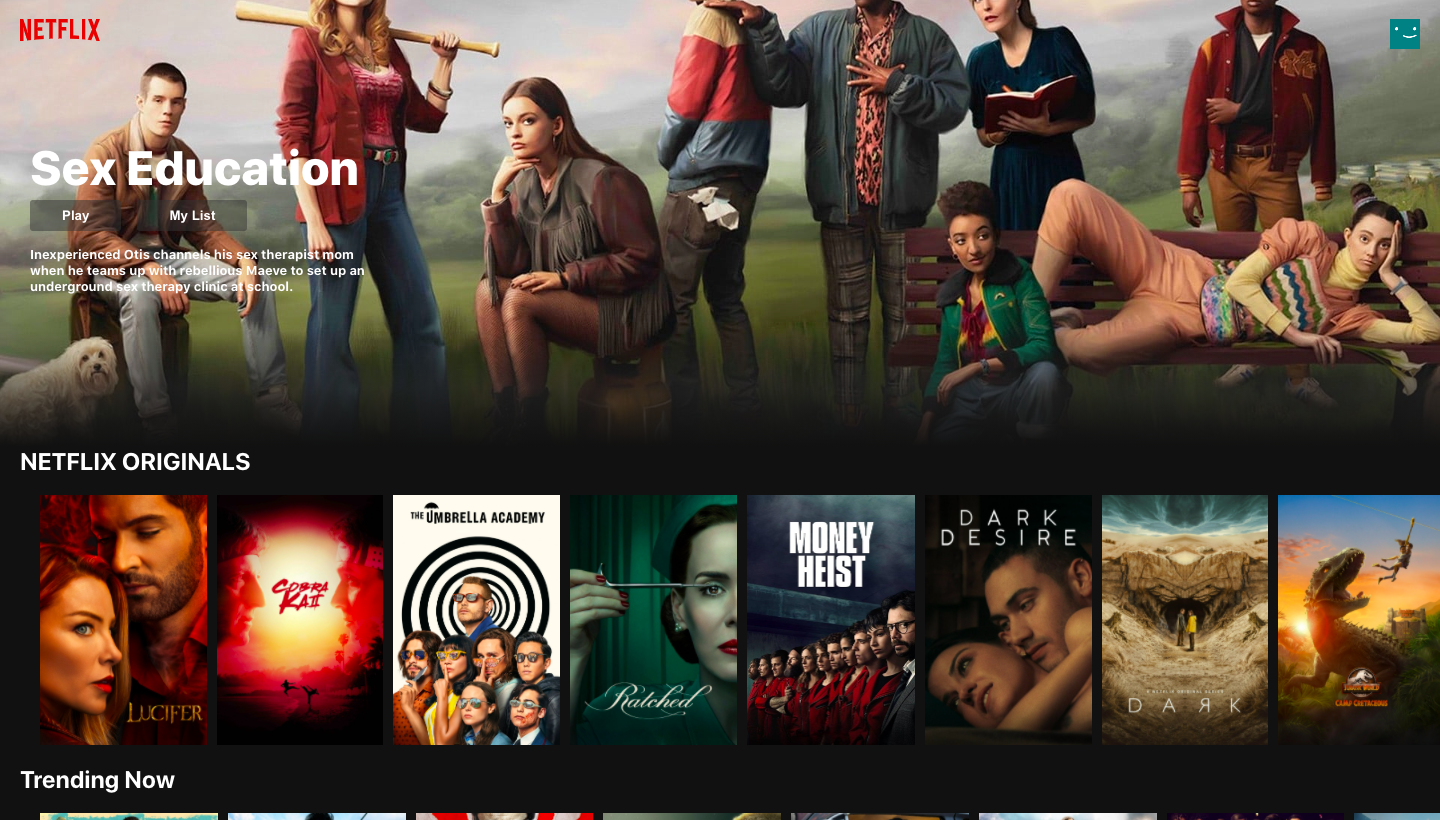 NETFLIX
Sex Education
Play
My List
Inexperienced Otis channels his sex therapist mom
when he teams up with rebellious Maeve to set up an
underground sex therapy clinic at school.
NETFLIX ORIGINALS
LUCIFER
COBRA
KAI
THE UMBRELLA ACADEMY
Ratched
MONEY
HEIST
DARK
DESIRE
A NETFLIX ORIGINAL SERIES
DAЯK
JURASSIC WORLD
CAMP CRETACEOUS
Trending Now